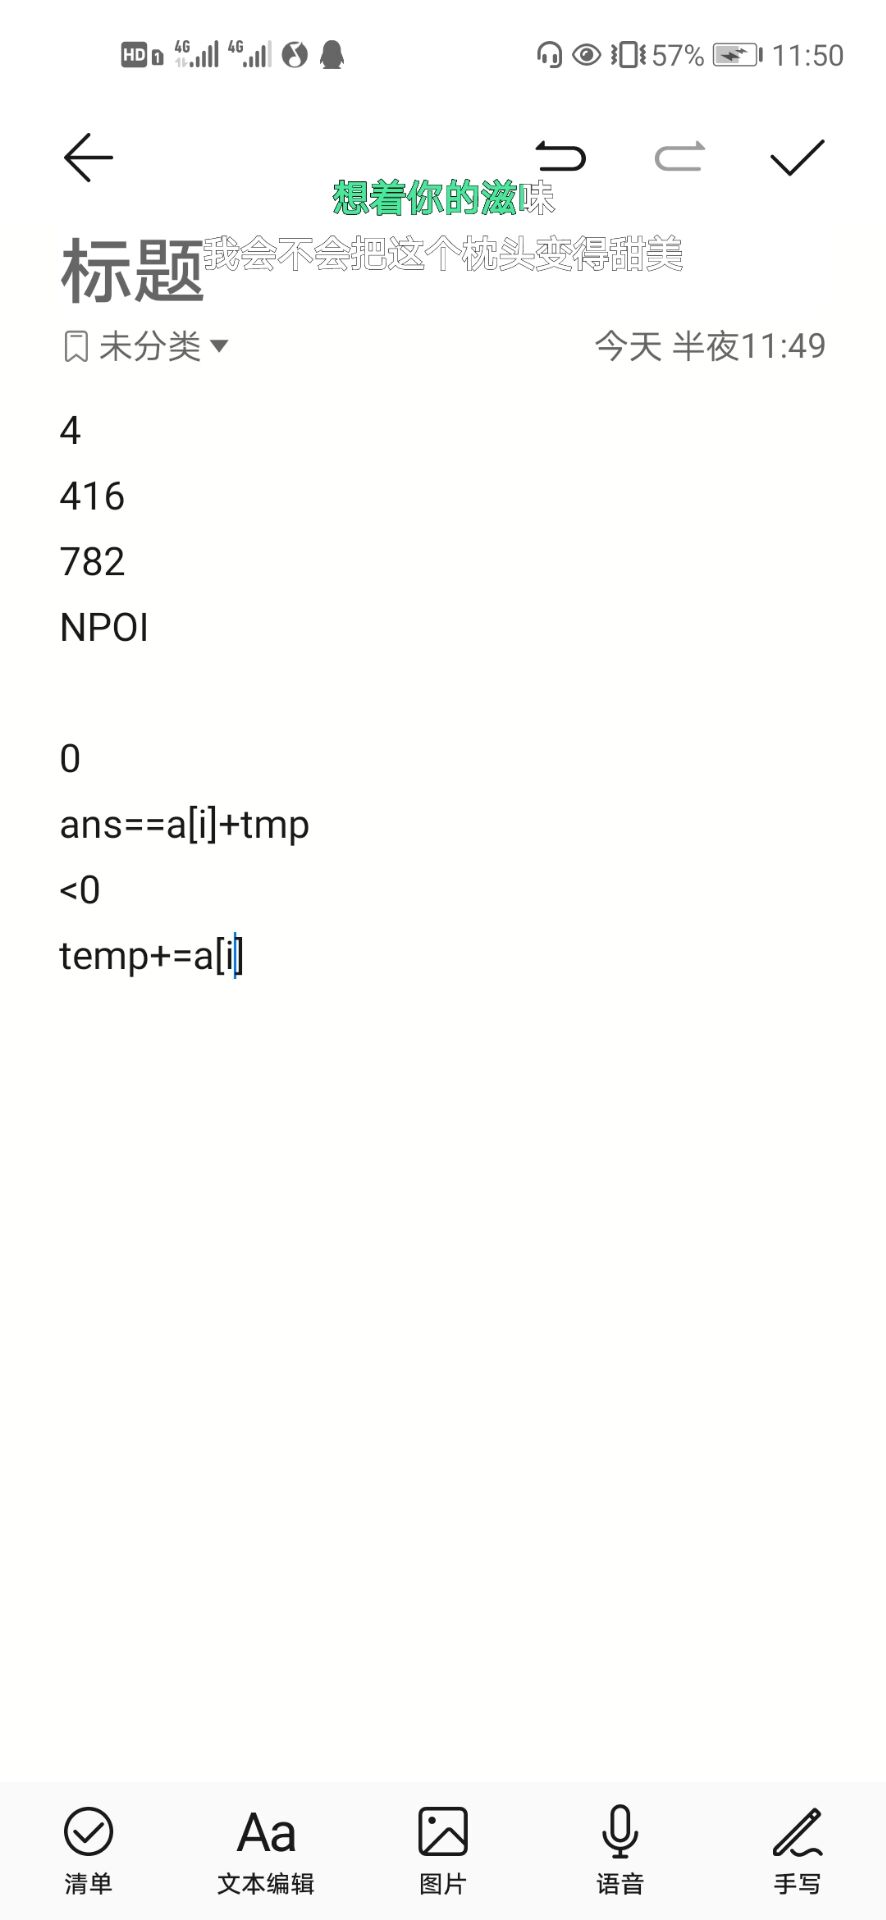 HD 1 4G 4G 57% 11:50
想着你的滋味
标题
我会不会把这个枕头变得甜美
未分类 今天 半夜11:49
4
416
782
NPOI
0
ans==a[i]+tmp
<0
temp+=a[i]
清单 文本编辑 图片 语音 手写
Aa